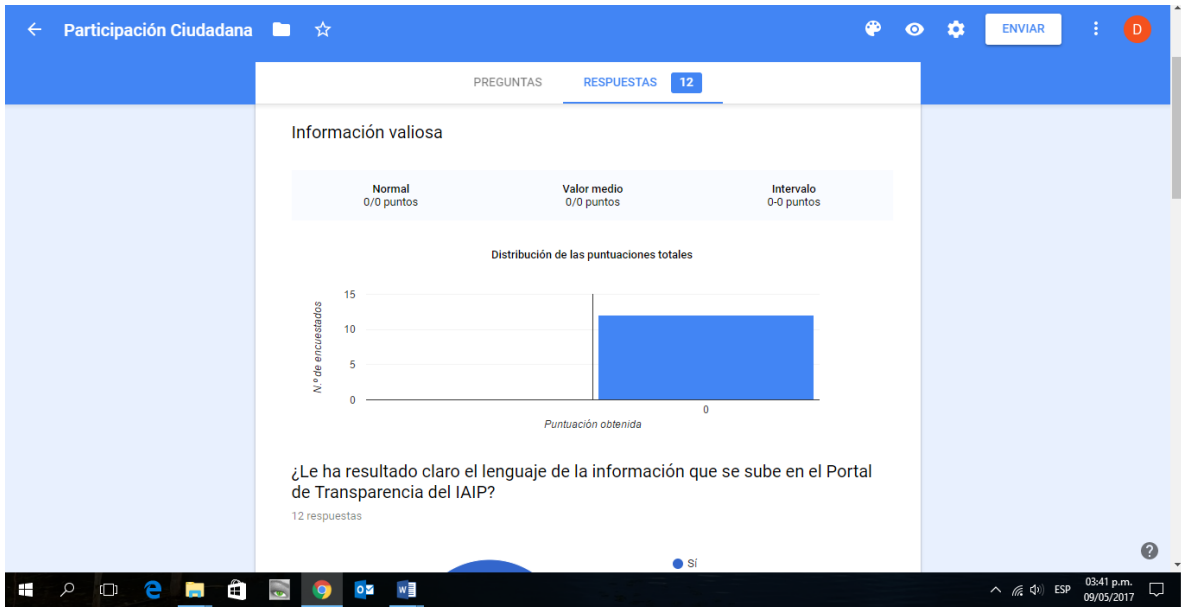 Participación Ciudadana
ENVIAR
D
PREGUNTAS
RESPUESTAS
12
Información valiosa
Normal
0/0 puntos
Valor medio
0/0 puntos
Intervalo
0-0 puntos
Distribución de las puntuaciones totales
N.º de encuestados
15
10
5
0
0
Puntuación obtenida
¿Le ha resultado claro el lenguaje de la información que se sube en el Portal
de Transparencia del IAIP?
12 respuestas
Sí
ESP
03:41 p.m.
09/05/2017